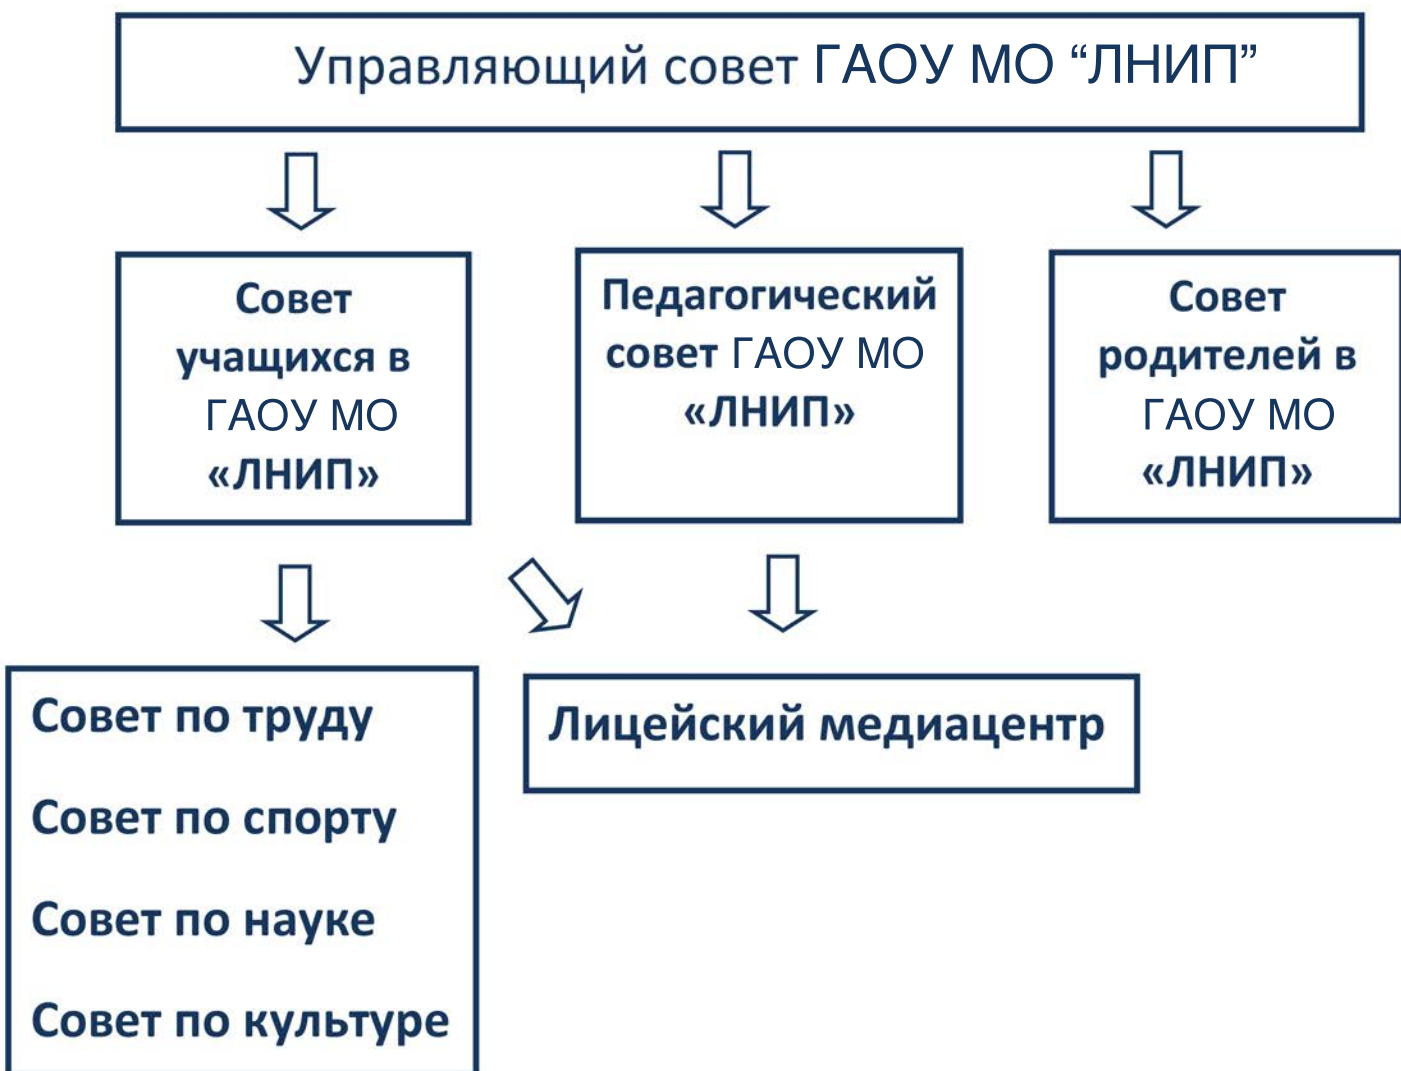 Управляющий совет ГАОУ МО “ЛНИП”
Совет
учащихся в
ГАОУ МО
«ЛНИП»
Педагогический
совет ГАОУ МО
«ЛНИП»
Совет
родителей в
ГАОУ МО
«ЛНИП»
Совет по труду
Совет по спорту
Совет по науке
Совет по культуре
Лицейский медиацентр